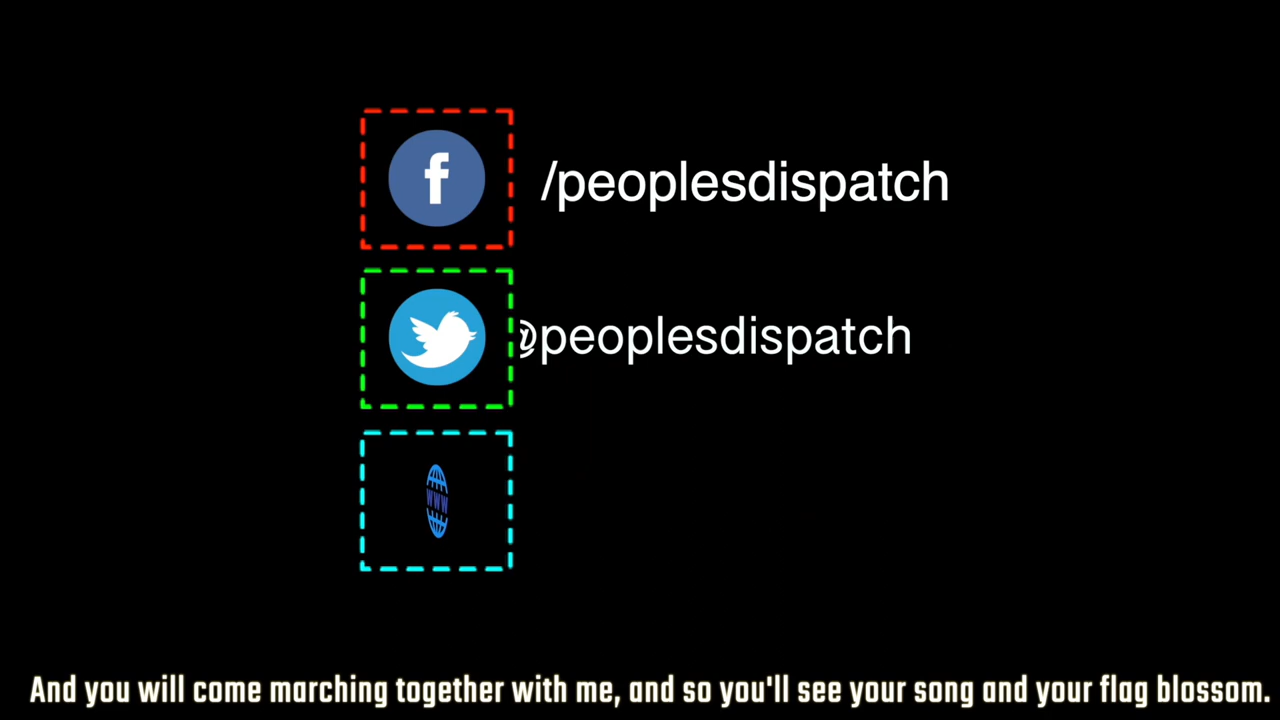 f
/peoplesdispatch
@peoplesdispatch
WWW
And you will come marching together with me, and so you'll see your song and your flag blossom.